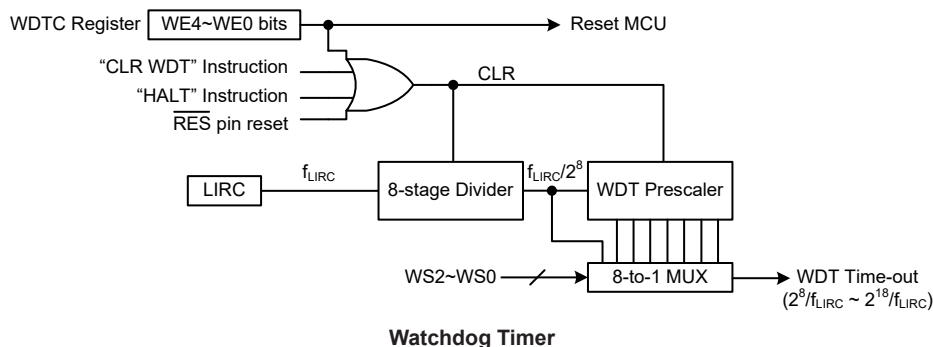 WDTC Register WE4~WE0 bits Reset MCU
“CLR WDT” Instruction
CLR
“HALT” Instruction
RES pin reset
fLIRC
fLIRC/2^8
LIRC
8-stage Divider
WDT Prescaler
WS2~WS0
8-to-1 MUX
WDT Time-out
(2^8/fLIRC ~ 2^18/fLIRC)
Watchdog Timer